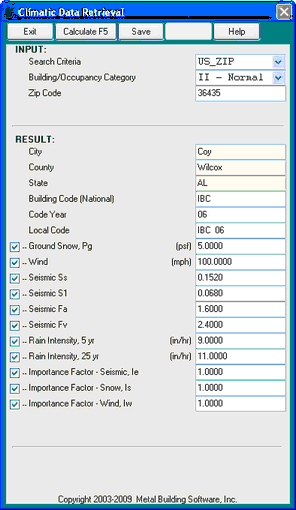 Climatic Data Retrieval
Exit Calculate F5 Save Help
INPUT:
Search Criteria US_ZIP
Building/Occupancy Category II - Normal
Zip Code 36435
RESULT:
City Coy
County Wilcox
State AL
Building Code (National) IBC
Code Year 06
Local Code IBC 06
-- Ground Snow, Pg (psf) 5.0000
-- Wind (mph) 100.0000
-- Seismic Ss 0.1520
-- Seismic S1 0.0680
-- Seismic Fa 1.6000
-- Seismic Fv 2.4000
-- Rain Intensity, 5 yr (in/hr) 9.0000
-- Rain Intensity, 25 yr (in/hr) 11.0000
-- Importance Factor - Seismic, Ie 1.0000
-- Importance Factor - Snow, Is 1.0000
-- Importance Factor - Wind, Iw 1.0000
Copyright 2003-2009 Metal Building Software, Inc.